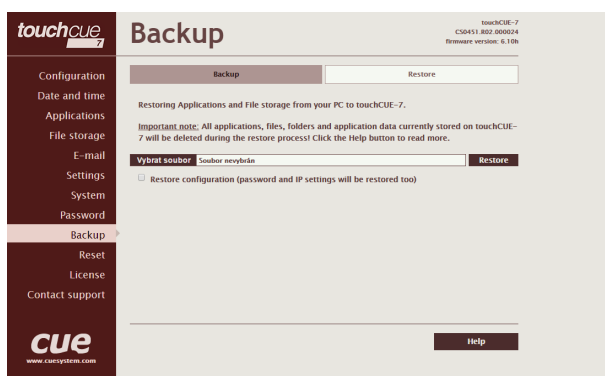 touchcue
7
Backup
touchCUE-7
CS0451.R02.000024
firmware version: 6.10h
Configuration
Date and time
Applications
File storage
E-mail
Settings
System
Password
Backup
Reset
License
Contact support
cue
www.cuesystem.com
Backup
Restore
Restoring Applications and File storage from your PC to touchCUE-7.
Important note: All applications, files, folders and application data currently stored on touchCUE-
7 will be deleted during the restore process! Click the Help button to read more.
Vybrat soubor Soubor nevybrán
Restore
Restore configuration (password and IP settings will be restored too)
Help